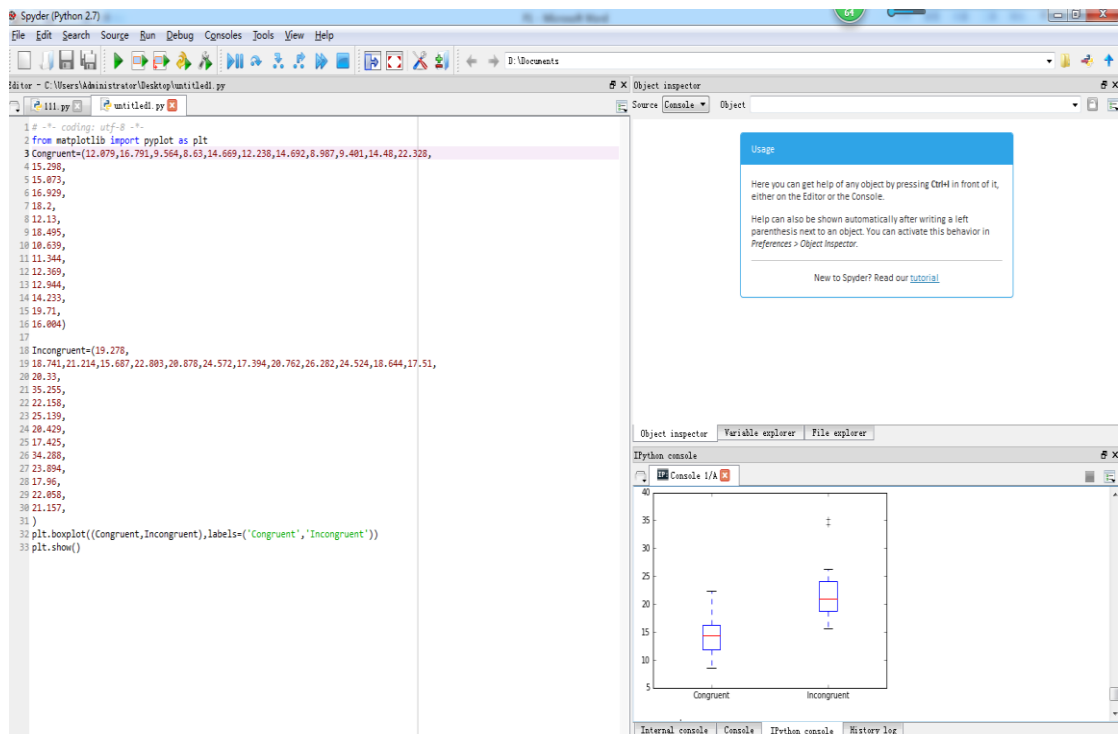 Spyder (Python 2.7)
64
File Edit Search Source Run Debug Consoles Tools View Help
D:\Documents
Editor - C:\Users\Administrator\Desktop\untitled1.py
Object inspector
111.py untitled1.py
Source Console Object
1 # -*- coding: utf-8 -*-
2 from matplotlib import pyplot as plt
3 Congruent=(12.079,16.791,9.564,8.63,14.669,12.238,14.692,8.987,9.401,14.48,22.328,
4 15.298,
5 15.073,
6 16.929,
7 18.2,
8 12.13,
9 18.495,
10 10.639,
11 11.344,
12 12.369,
13 12.944,
14 14.233,
15 19.71,
16 16.004)
17
18 Incongruent=(19.278,
19 18.741,21.214,15.687,22.803,20.878,24.572,17.394,20.762,26.282,24.524,18.644,17.51,
20 20.33,
21 35.255,
22 22.158,
23 25.139,
24 20.429,
25 17.425,
26 34.288,
27 23.894,
28 17.96,
29 22.058,
30 21.157,
31 )
32 plt.boxplot((Congruent,Incongruent),labels=('Congruent','Incongruent'))
33 plt.show()
Usage
Here you can get help of any object by pressing Ctrl+I in front of it,
either on the Editor or the Console.
Help can also be shown automatically after writing a left
parenthesis next to an object. You can activate this behavior in
Preferences > Object Inspector.
New to Spyder? Read our tutorial
Object inspector Variable explorer File explorer
IPython console
Console 1/A
40
35
30
25
20
15
10
5
Congruent Incongruent
Internal console Console IPython console History log